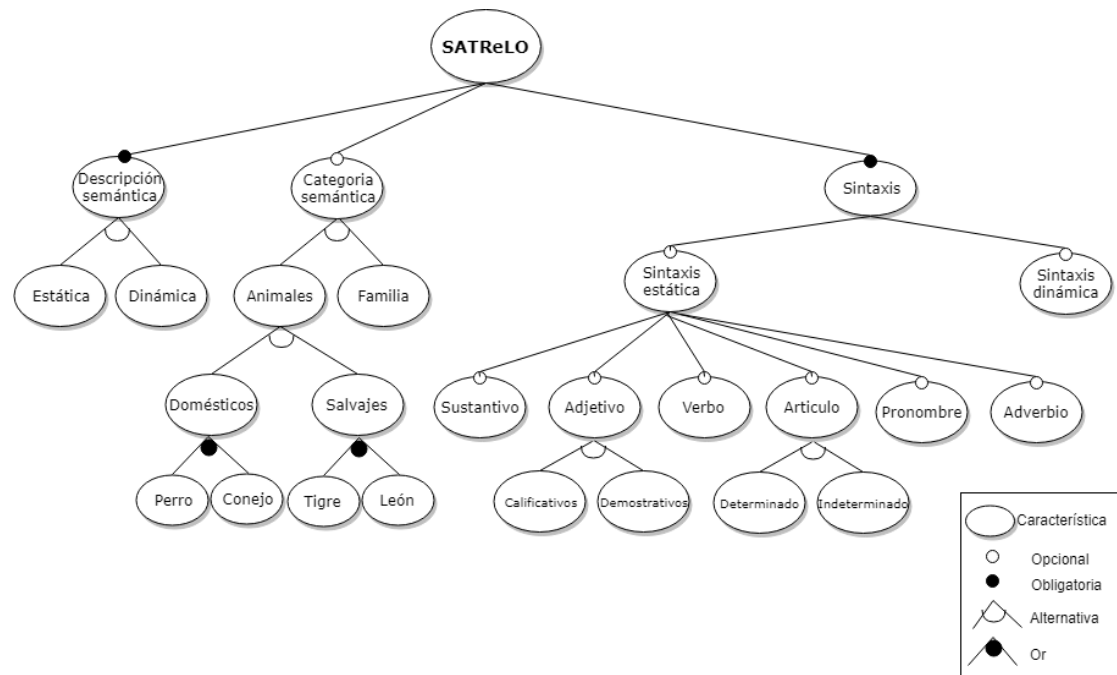 SATReLO
Descripción
semántica
Categoria
semántica
Sintaxis
Estática
Dinámica
Animales
Familia
Sintaxis
estática
Sintaxis
dinámica
Domésticos
Salvajes
Sustantivo
Adjetivo
Verbo
Articulo
Pronombre
Adverbio
Perro
Conejo
Tigre
León
Calificativos
Demostrativos
Determinado
Indeterminado
Característica
Opcional
Obligatoria
Alternativa
Or